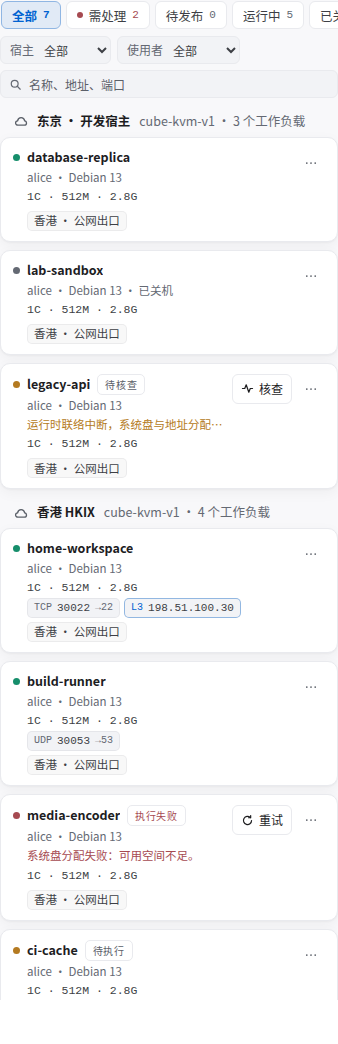 全部 7 需处理 2 待发布 0 运行中 5 已关
宿主 全部 使用者 全部
名称、地址、端口
东京 • 开发宿主 cube-kvm-v1 • 3 个工作负载
database-replica ...
alice • Debian 13
1C · 512M · 2.8G
香港 • 公网出口
lab-sandbox ...
alice • Debian 13 • 已关机
1C · 512M · 2.8G
香港 • 公网出口
legacy-api 待核查 核查 ...
alice • Debian 13
运行时联络中断，系统盘与地址分配…
1C · 512M · 2.8G
香港 • 公网出口
香港 HKIX cube-kvm-v1 • 4 个工作负载
home-workspace ...
alice • Debian 13
1C · 512M · 2.8G
TCP 30022 →22 L3 198.51.100.30
香港 • 公网出口
build-runner ...
alice • Debian 13
1C · 512M · 2.8G
UDP 30053 →53
香港 • 公网出口
media-encoder 执行失败 重试 ...
alice • Debian 13
系统盘分配失败：可用空间不足。
1C · 512M · 2.8G
香港 • 公网出口
ci-cache 待执行 ...
alice • Debian 13
1C · 512M · 2.8G